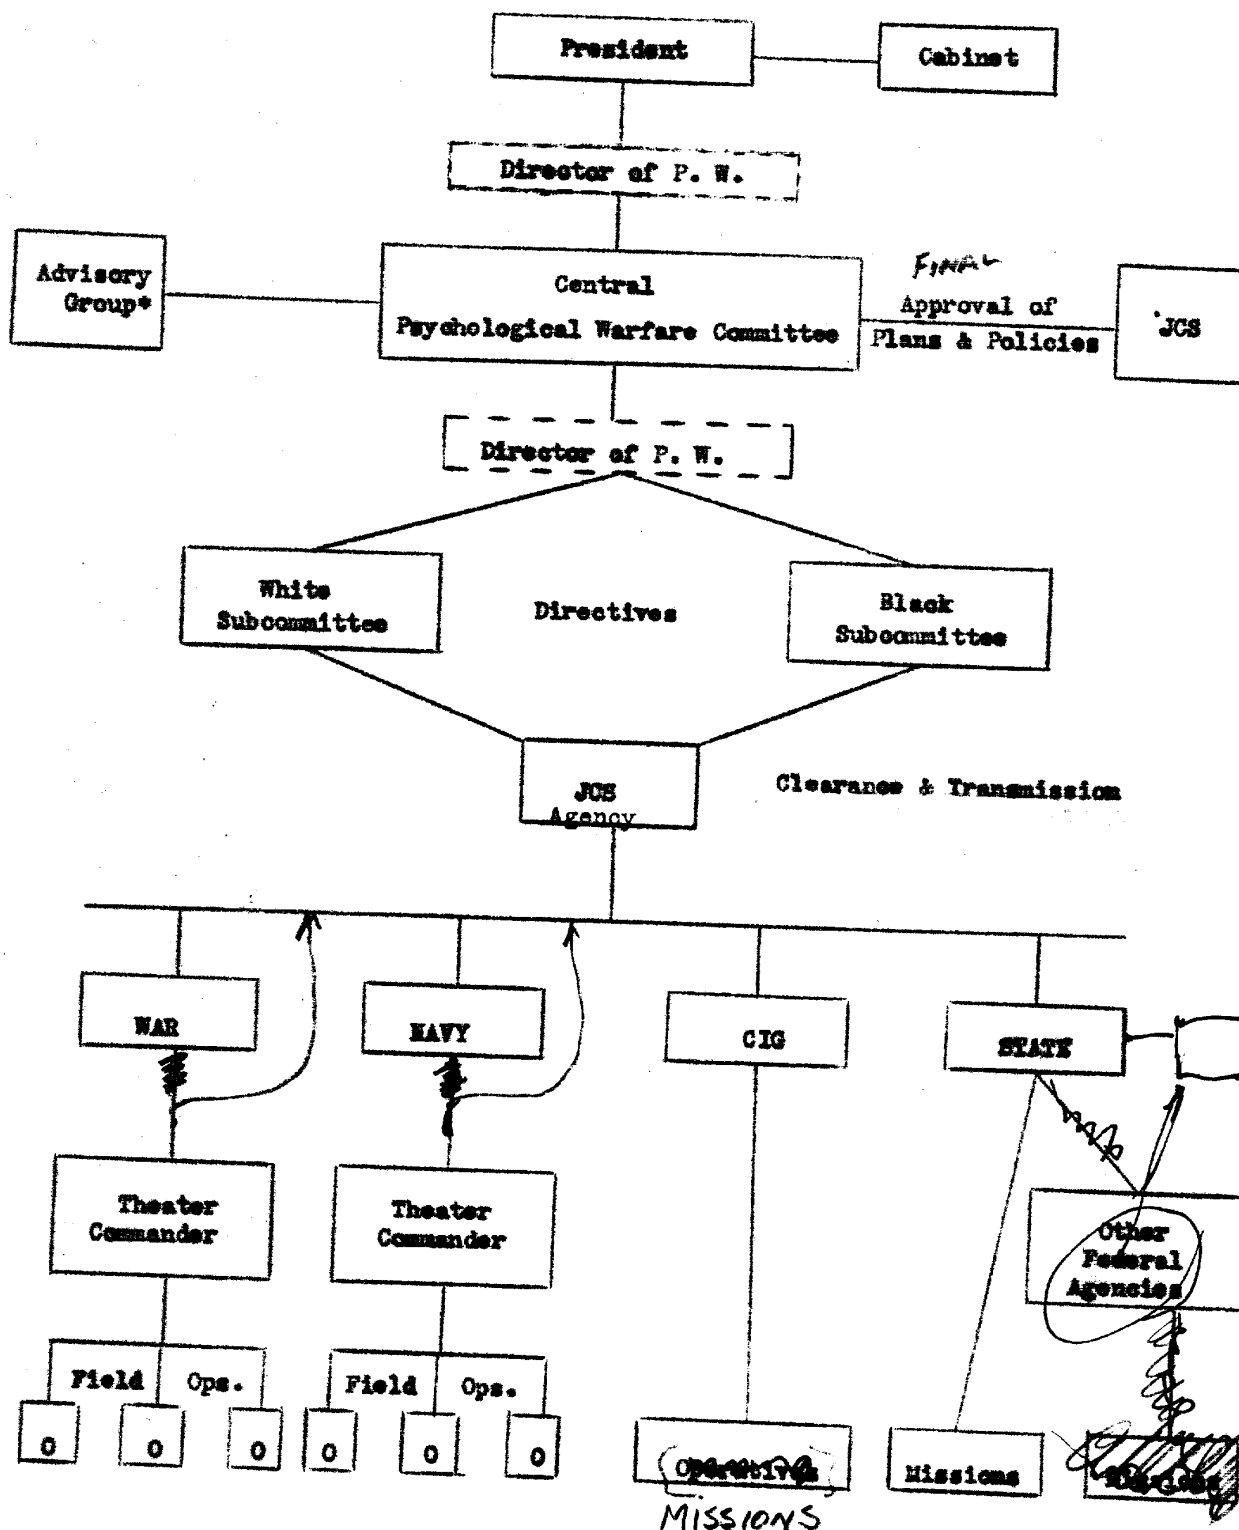 President
Cabinet
Director of P. W.
Advisory
Group*
Central
Psychological Warfare Committee
FINAL
Approval of
Plans & Policies
JCS
Director of P. W.
White
Subcommittee
Directives
Black
Subcommittee
JCS
Agency
Clearance & Transmission
WAR
NAVY
CIG
STATE
Theater
Commander
Theater
Commander
Other
Federal
Agencies
Field Ops.
Field Ops.
O
O
O
O
O
O
Operatives
MISSIONS
Missions
Missions